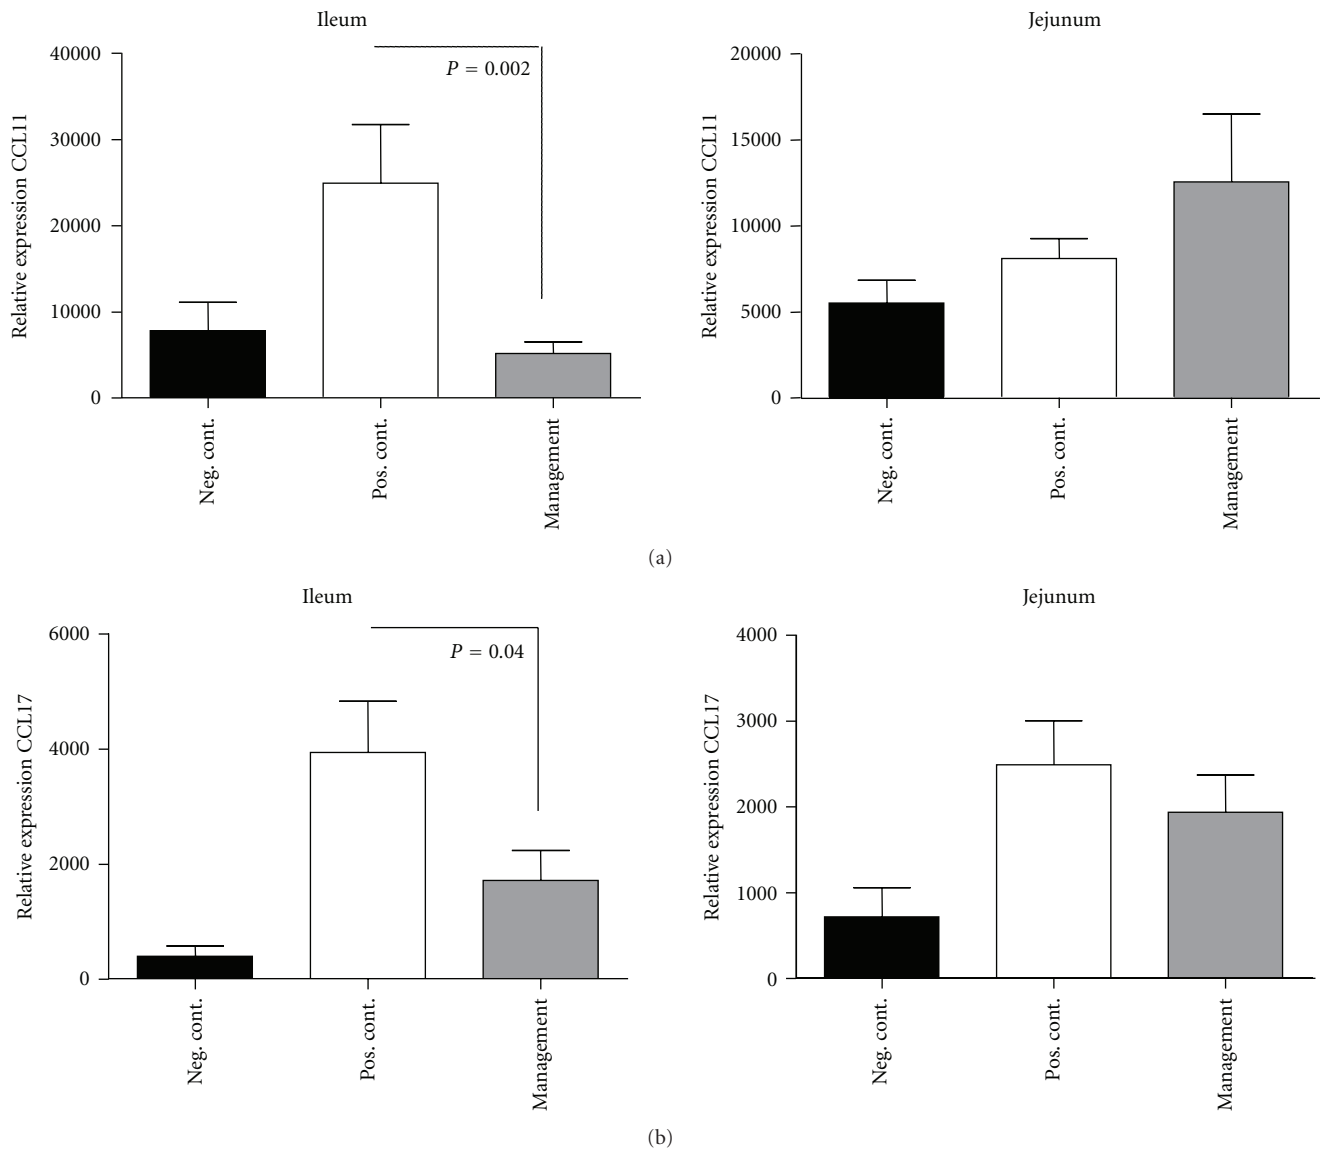 Ileum
Relative expression CCL11
40000
30000
20000
10000
0
P = 0.002
Neg. cont.
Pos. cont.
Management
Jejunum
Relative expression CCL11
20000
15000
10000
5000
0
Neg. cont.
Pos. cont.
Management
(a)
Ileum
Relative expression CCL17
6000
4000
2000
0
P = 0.04
Neg. cont.
Pos. cont.
Management
Jejunum
Relative expression CCL17
4000
3000
2000
1000
0
Neg. cont.
Pos. cont.
Management
(b)